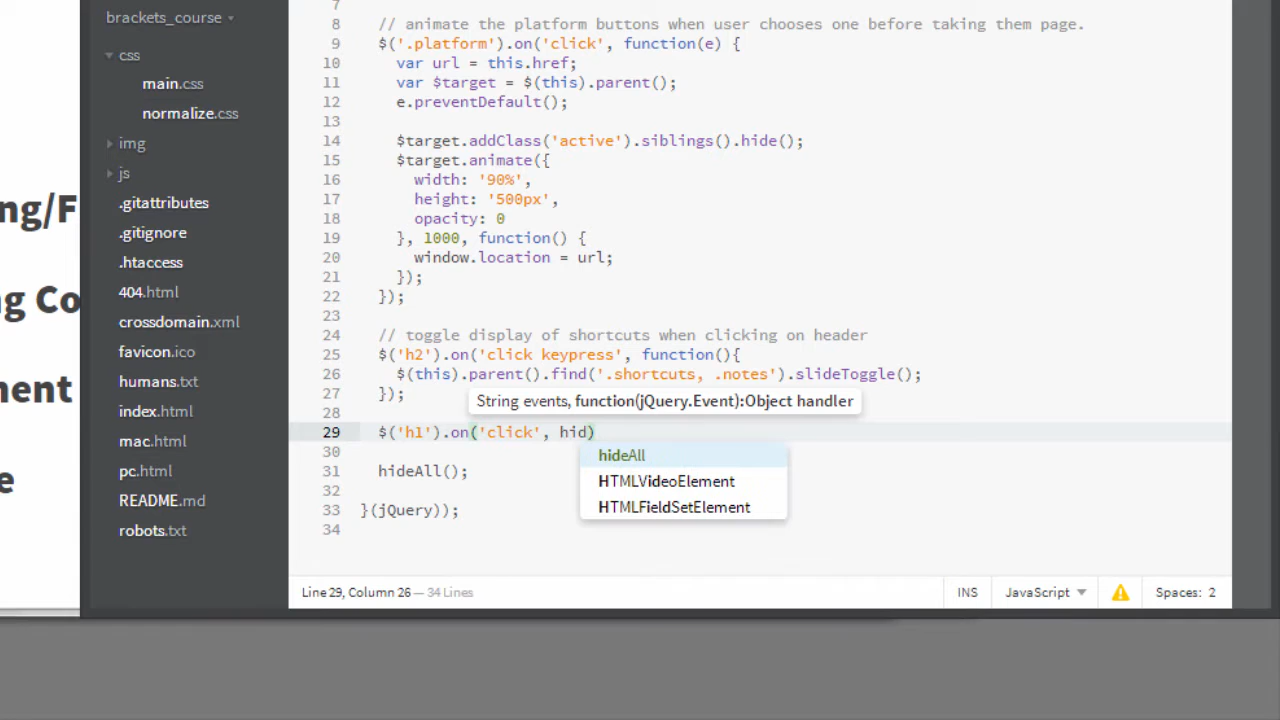 brackets_course
css
main.css
normalize.css
img
js
.gitattributes
.gitignore
.htaccess
404.html
crossdomain.xml
favicon.ico
humans.txt
index.html
mac.html
pc.html
README.md
robots.txt
ng/F
ng Co
nent
e
7
8 // animate the platform buttons when user chooses one before taking them page.
9 $('.platform').on('click', function(e) {
10 var url = this.href;
11 var $target = $(this).parent();
12 e.preventDefault();
13
14 $target.addClass('active').siblings().hide();
15 $target.animate({
16 width: '90%',
17 height: '500px',
18 opacity: 0
19 }, 1000, function() {
20 window.location = url;
21 });
22 });
23
24 // toggle display of shortcuts when clicking on header
25 $('h2').on('click keypress', function(){
26 $(this).parent().find('.shortcuts, .notes').slideToggle();
27 });
String events, function(jQuery.Event):Object handler
28
29 $('h1').on('click', hid)
30
hideAll
31 hideAll();
HTMLVideoElement
32
HTMLFieldSetElement
33 }(jQuery));
34
Line 29, Column 26 — 34 Lines
INS
JavaScript
Spaces: 2